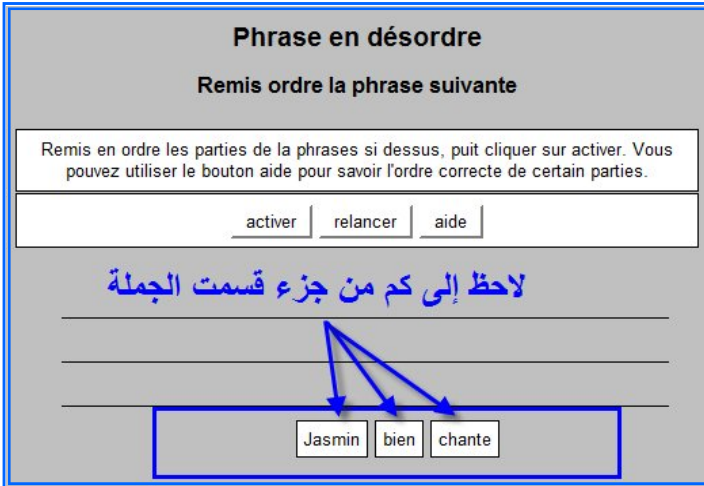 Phrase en désordre
Remis ordre la phrase suivante
Remis en ordre les parties de la phrases si dessus, puit cliquer sur activer. Vous
pouvez utiliser le bouton aide pour savoir l'ordre correcte de certain parties.
activer relancer aide
لاحظ إلى كم من جزء قسمت الجملة
Jasmin bien chante